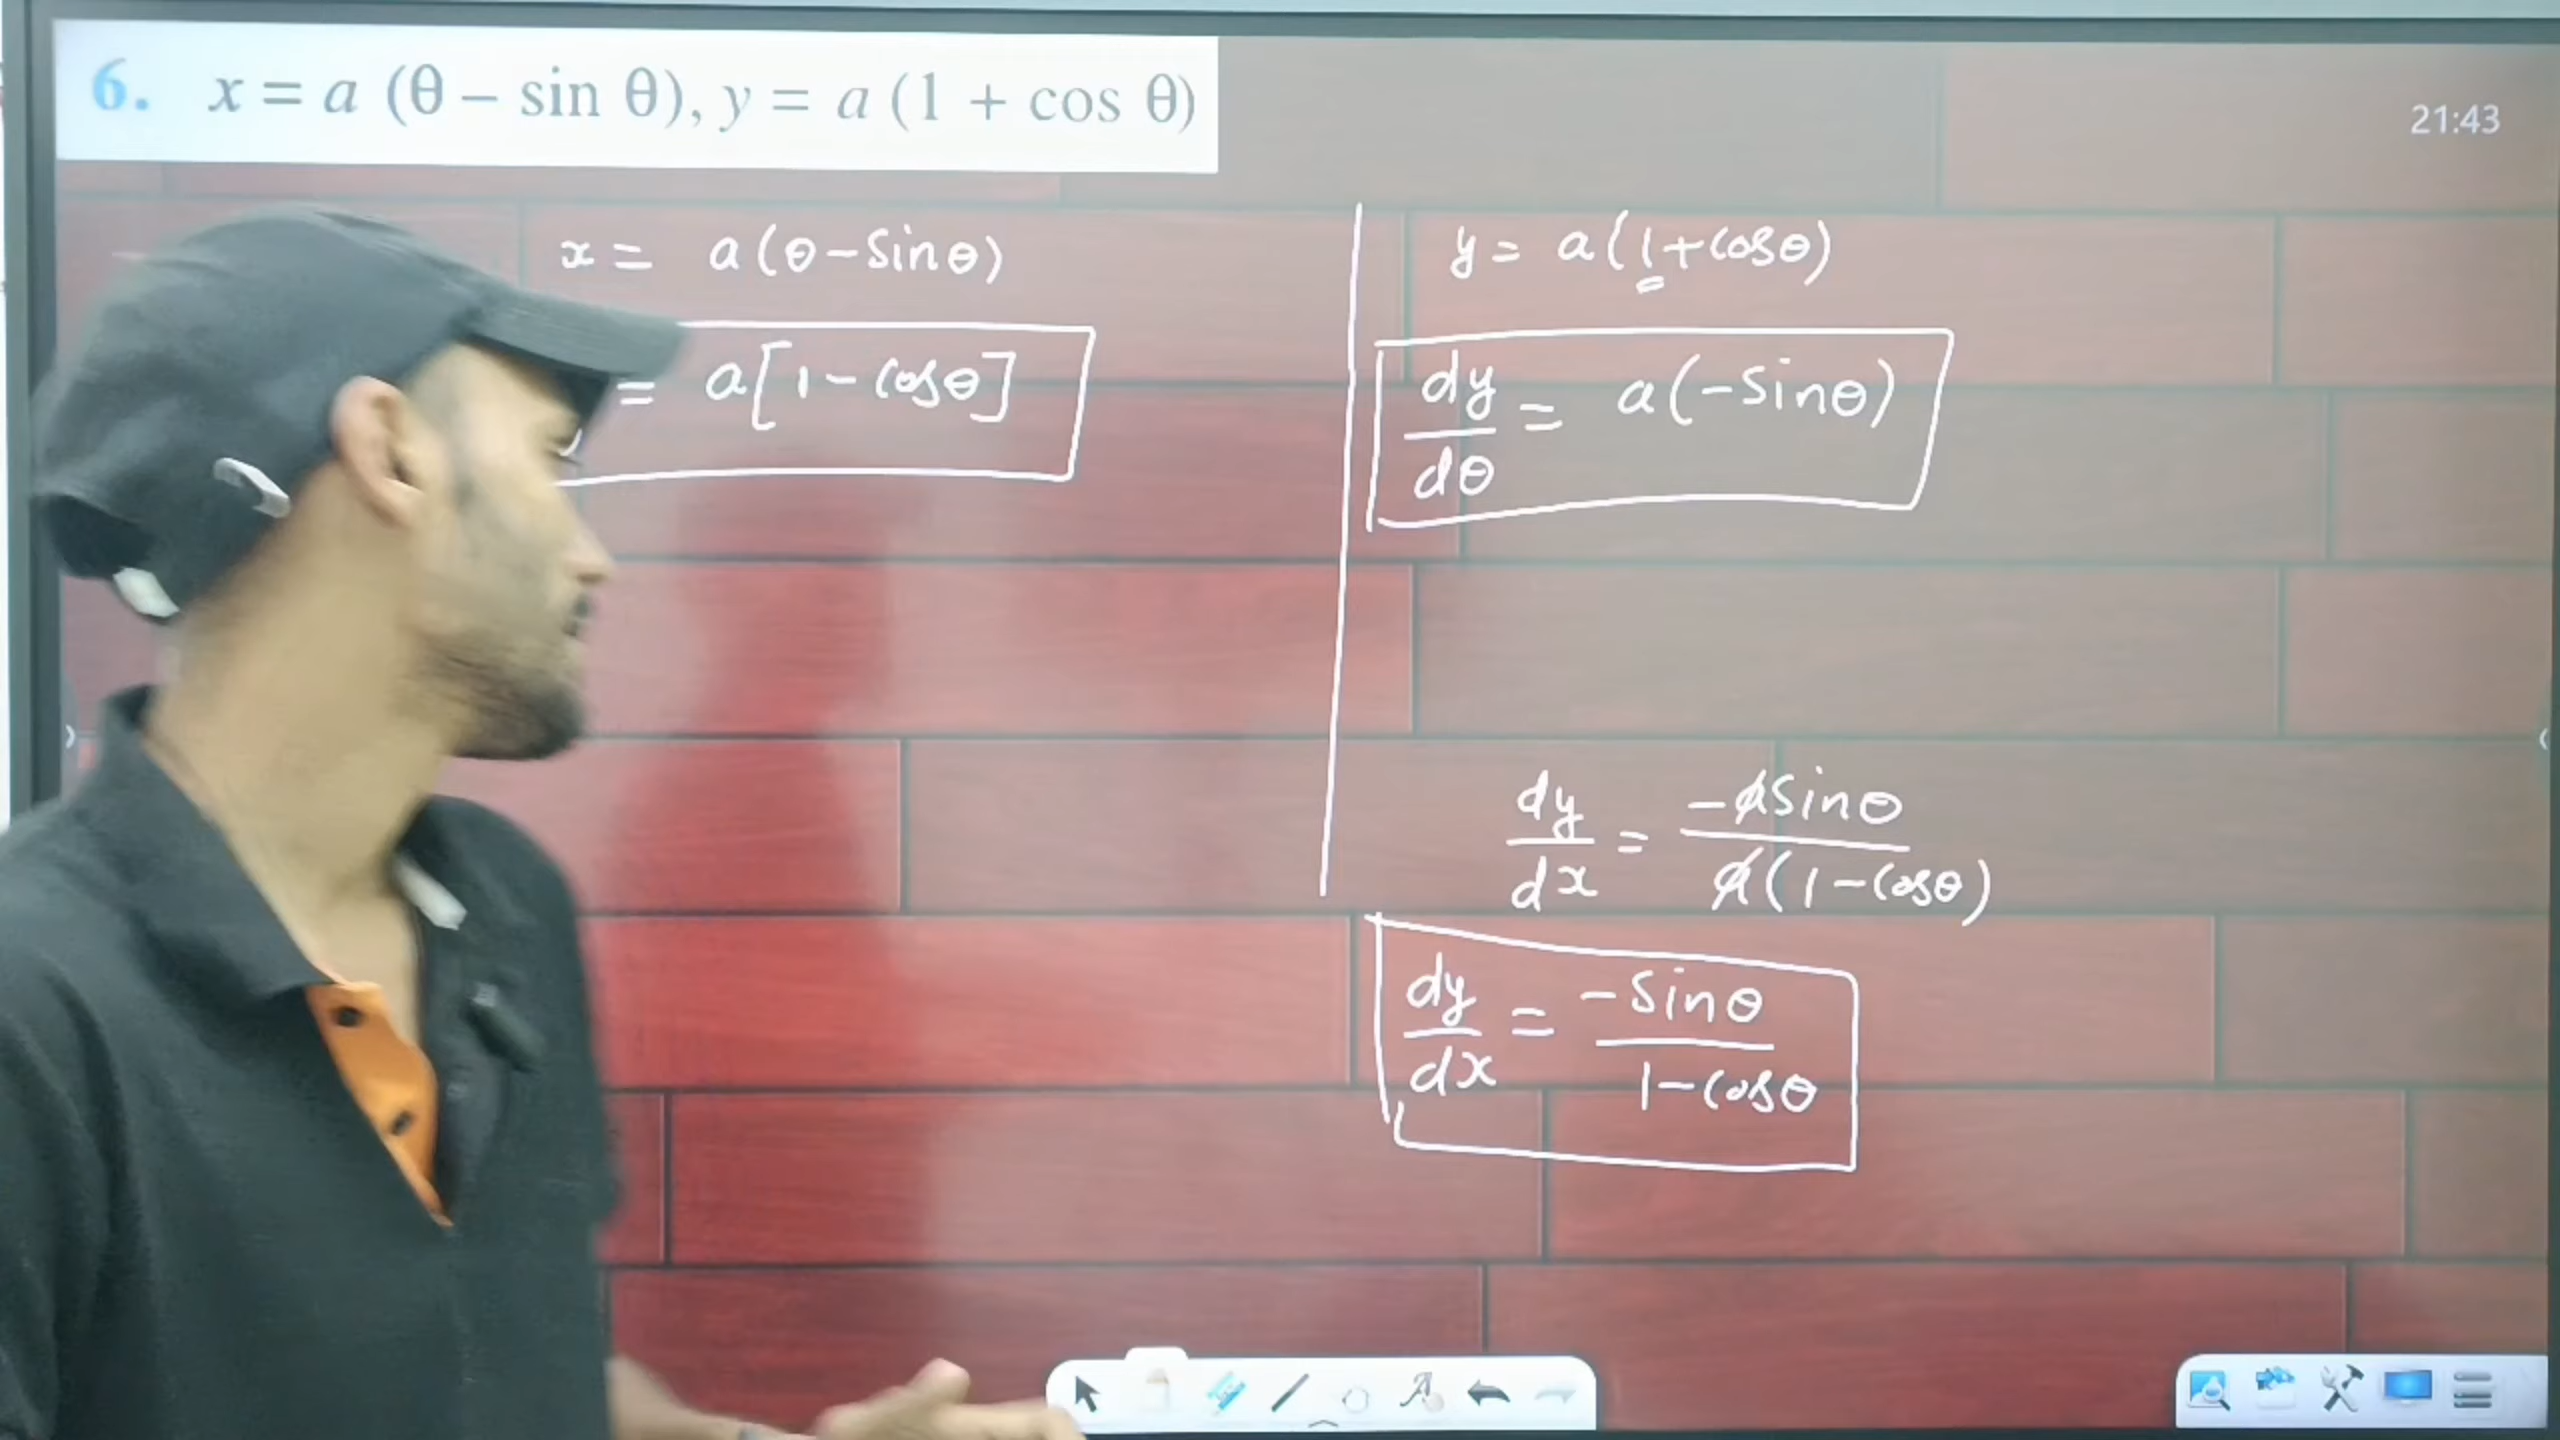 6. x = a (θ – sin θ), y = a (1 + cos θ)
21:43
x = a(θ-Sinθ)
= a[1-Cosθ]
y = a(1+Cosθ)
dy/dθ = a(-Sinθ)
dy/dx = -aSinθ/a(1-Cosθ)
dy/dx = -Sinθ/1-Cosθ